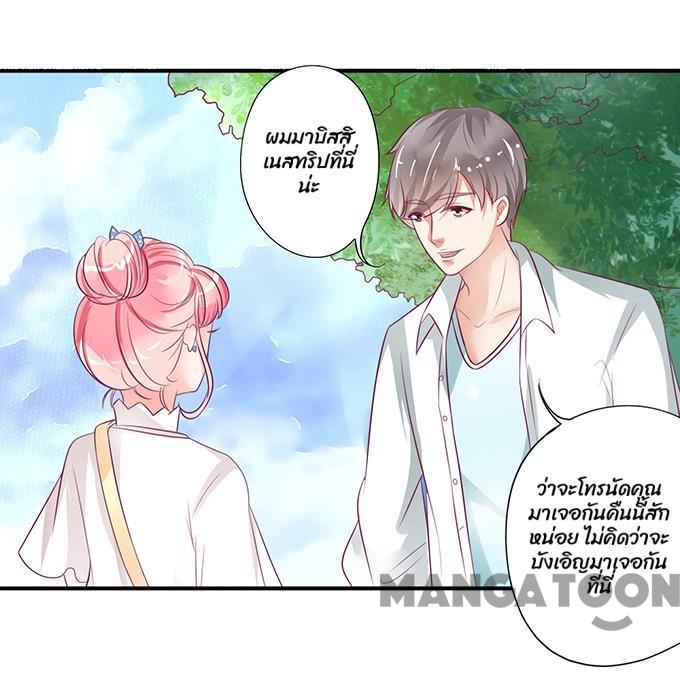 ผมมาบิสสิ
เนสทริปที่นี่
น่ะ
ว่าจะโทรนัดคุณ
มาเจอกันคืนนี้สัก
หน่อย ไม่คิดว่าจะ
บังเอิญมาเจอกัน
ที่นี่
MANGATOON